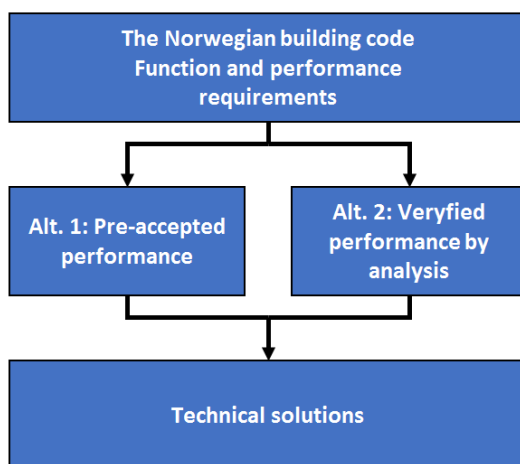 The Norwegian building code
Function and performance
requirements
Alt. 1: Pre-accepted
performance
Alt. 2: Veryfied
performance by
analysis
Technical solutions